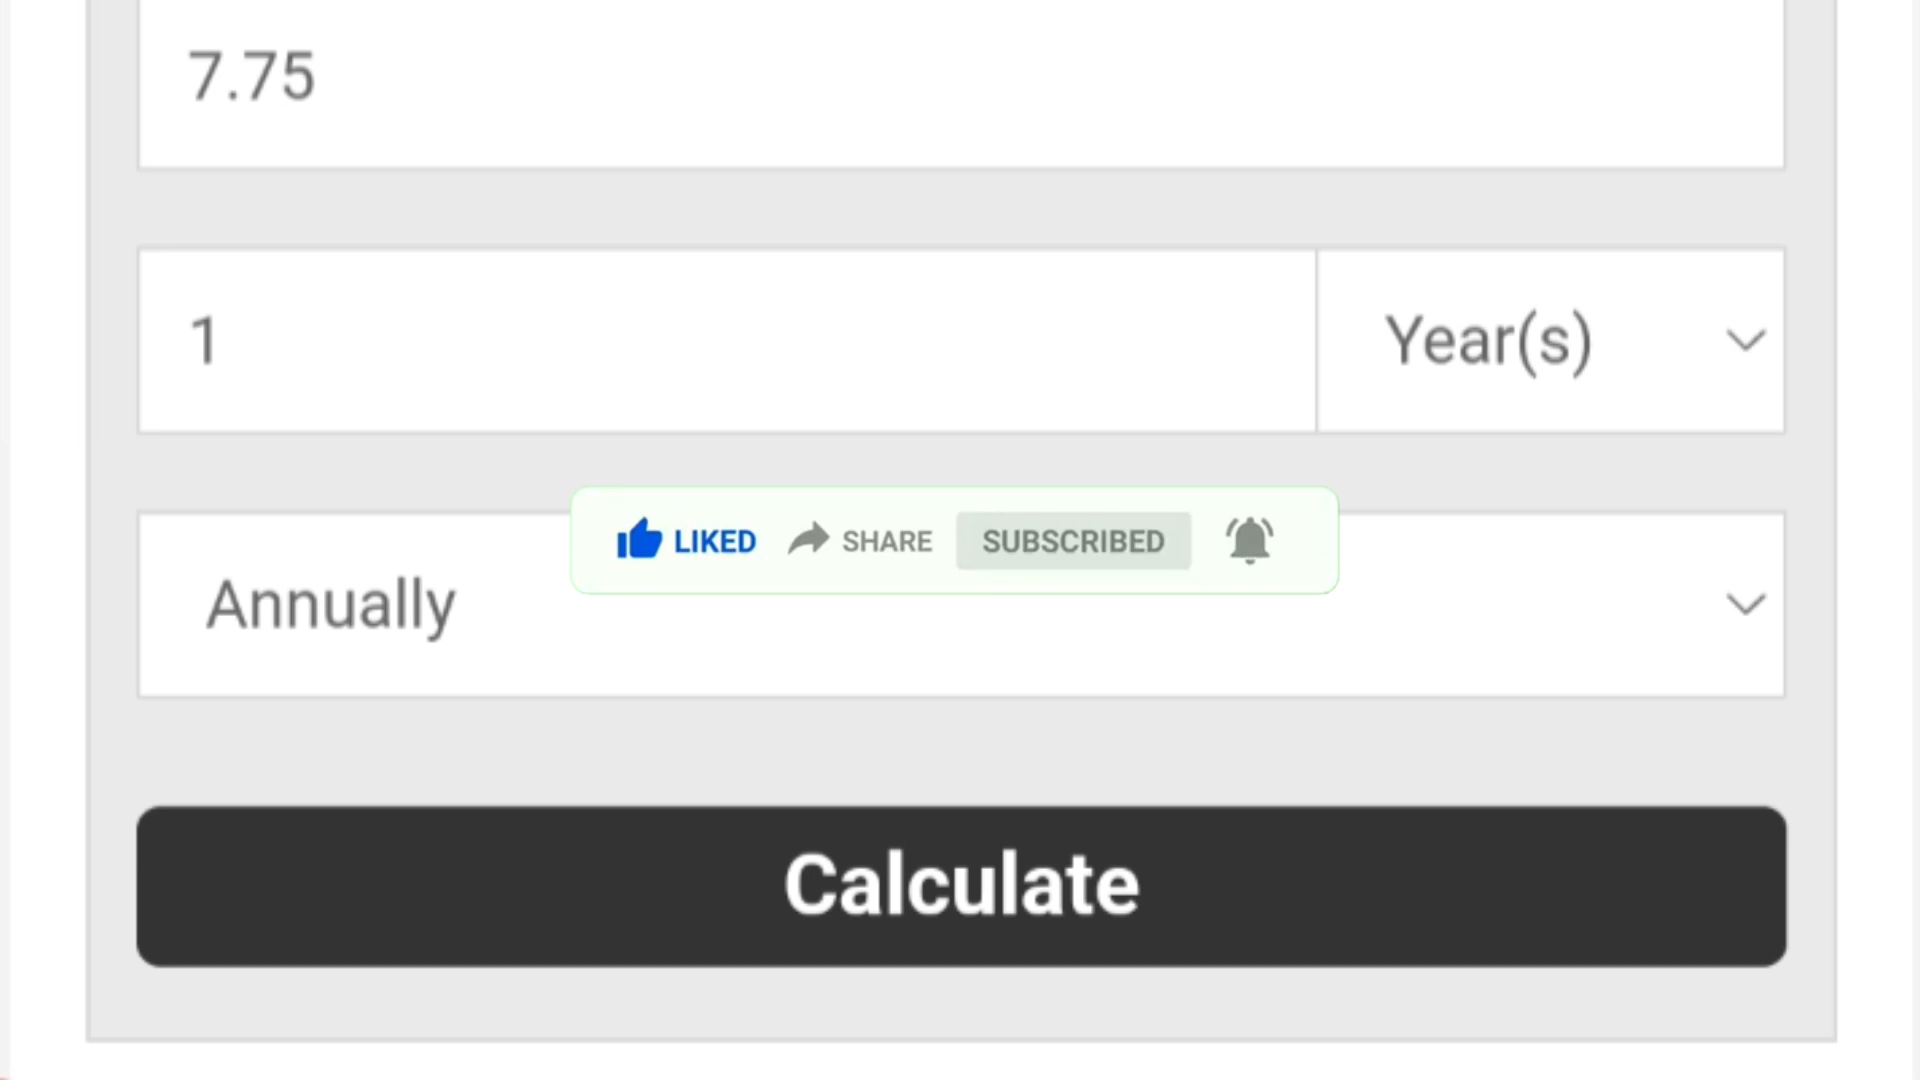 7.75
1 Year(s)
LIKED SHARE SUBSCRIBED
Annually
Calculate